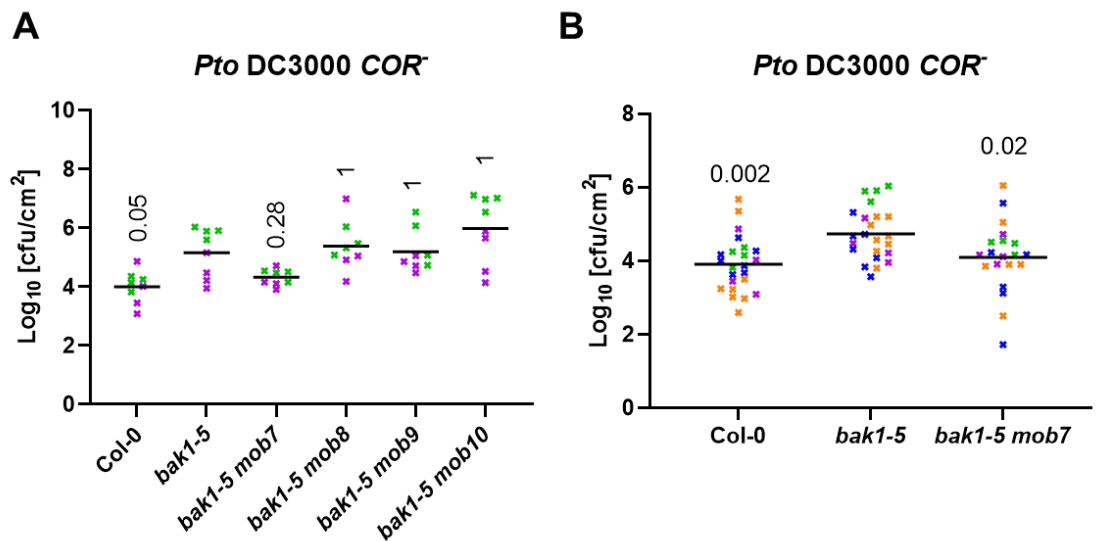 A
Pto DC3000 COR-
Log10 [cfu/cm2]
10
8
6
4
2
0
0.05
0.28
1
1
1
Col-0
bak1-5
bak1-5 mob7
bak1-5 mob8
bak1-5 mob9
bak1-5 mob10
B
Pto DC3000 COR-
Log10 [cfu/cm2]
8
6
4
2
0
0.002
0.02
Col-0
bak1-5
bak1-5 mob7